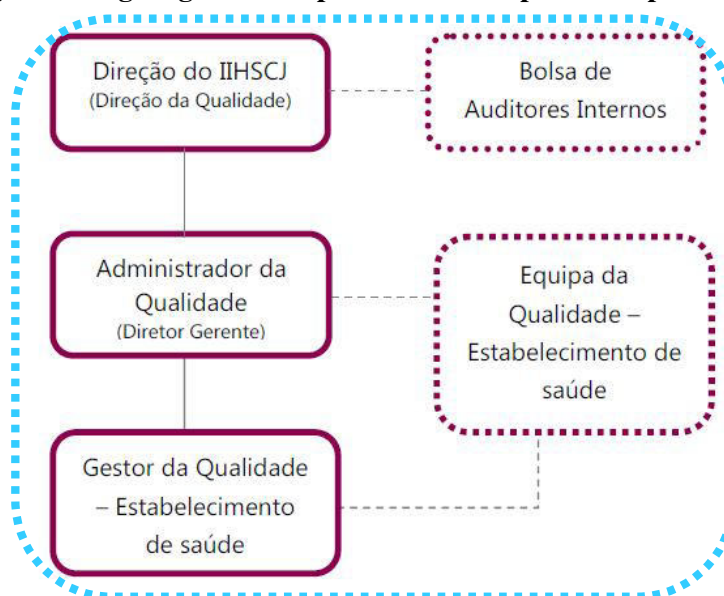 Direção do IIHSCJ
(Direção da Qualidade)
Bolsa de
Auditores Internos
Administrador da
Qualidade
(Diretor Gerente)
Equipa da
Qualidade –
Estabelecimento de
saúde
Gestor da Qualidade
– Estabelecimento
de saúde